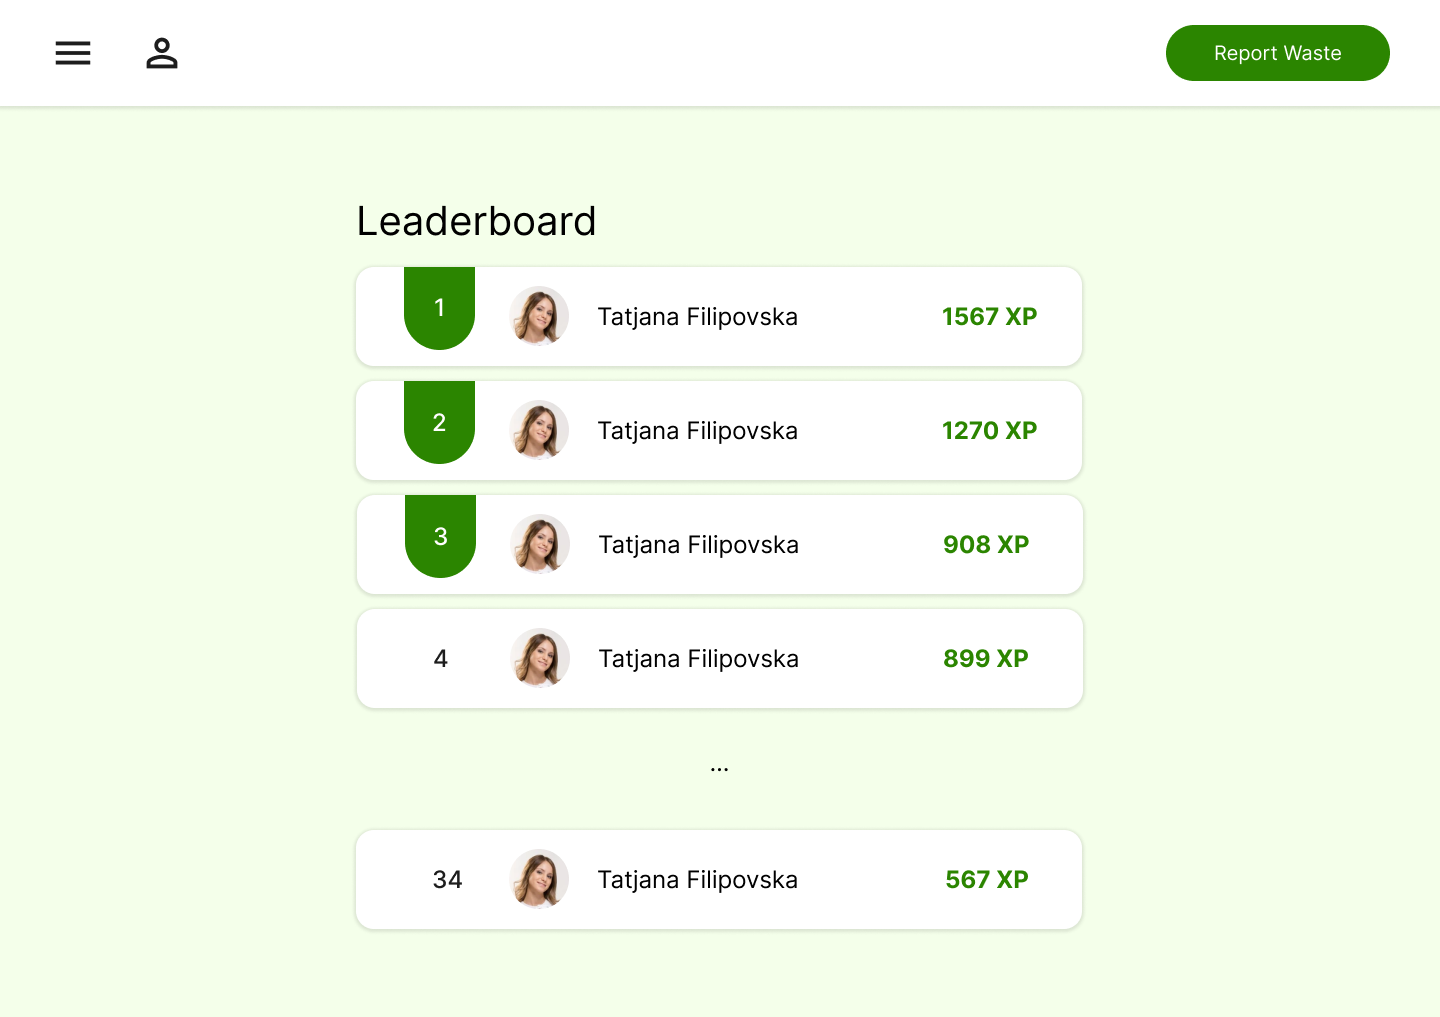 Report Waste
Leaderboard
1 Tatjana Filipovska 1567 XP
2 Tatjana Filipovska 1270 XP
3 Tatjana Filipovska 908 XP
4 Tatjana Filipovska 899 XP
...
34 Tatjana Filipovska 567 XP